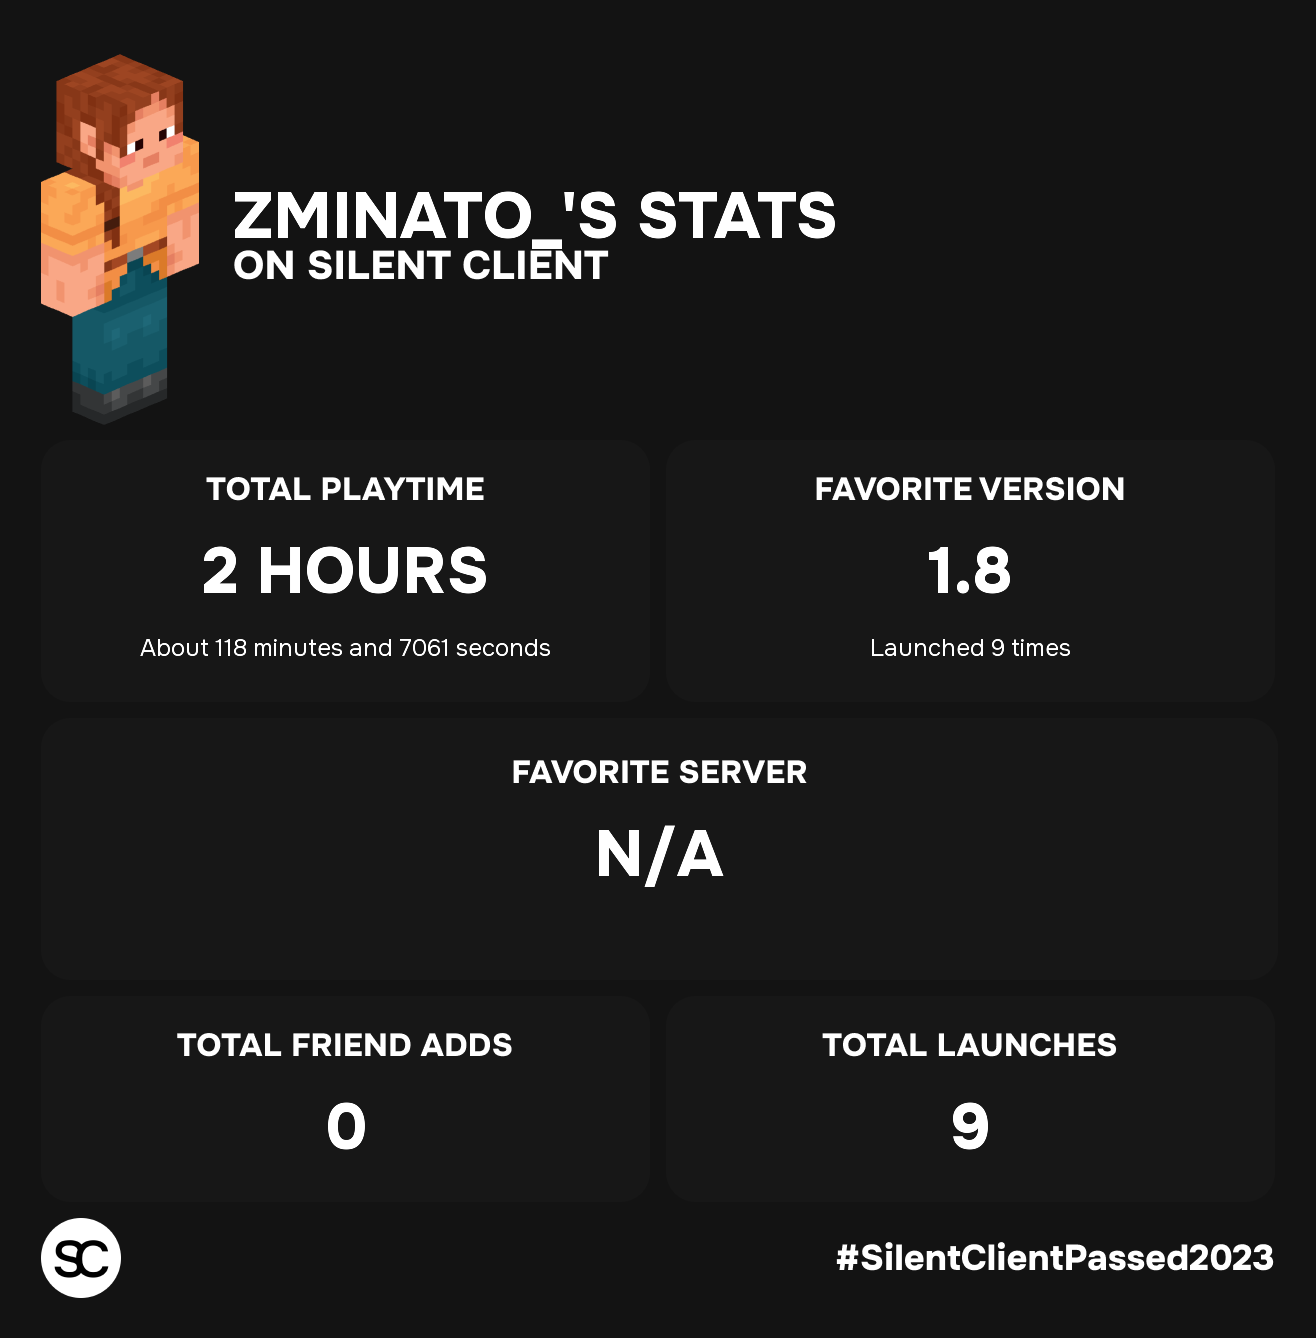 ZMINATO_'S STATS
ON SILENT CLIENT
TOTAL PLAYTIME
2 HOURS
About 118 minutes and 7061 seconds
FAVORITE VERSION
1.8
Launched 9 times
FAVORITE SERVER
N/A
TOTAL FRIEND ADDS
0
TOTAL LAUNCHES
9
SC
#SilentClientPassed2023